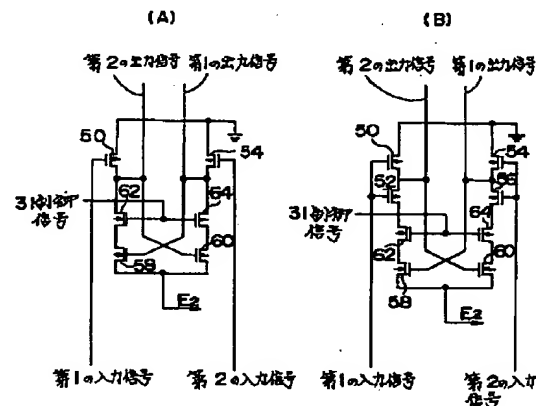 (A)
(B)
第2の出力信号
第1の出力信号
第2の出力信号
第1の出力信号
50
54
62
64
31制御
信号
60
58
E2
50
54
52
56
31制御
信号
64
62
60
58
E2
第1の入力信号
第2の入力信号
第1の入力信号
第2の入力
信号